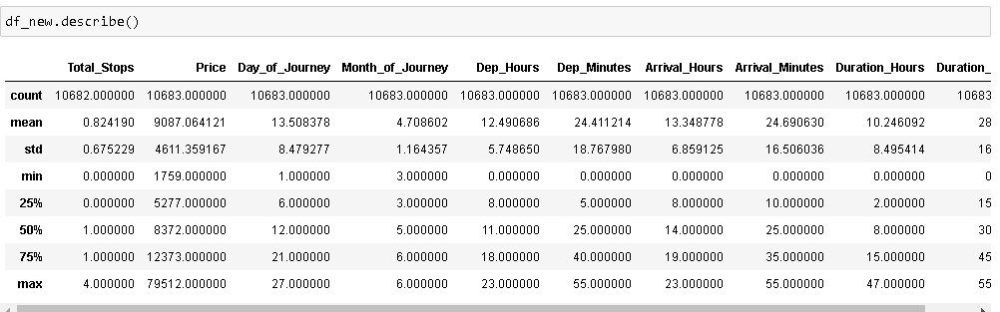 df_new.describe()
Total_Stops Price Day_of_Journey Month_of_Journey Dep_Hours Dep_Minutes Arrival_Hours Arrival_Minutes Duration_Hours Duration_
count 10682.000000 10683.000000 10683.000000 10683.000000 10683.000000 10683.000000 10683.000000 10683.000000 10683.000000 10683
mean 0.824190 9087.064121 13.508378 4.708602 12.490686 24.411214 13.348778 24.690630 10.246092 28
std 0.675229 4611.359167 8.479277 1.164357 5.748650 18.767980 6.859125 16.506036 8.495414 16
min 0.000000 1759.000000 1.000000 3.000000 0.000000 0.000000 0.000000 0.000000 0.000000 0
25% 0.000000 5277.000000 6.000000 3.000000 8.000000 5.000000 8.000000 10.000000 2.000000 15
50% 1.000000 8372.000000 12.000000 5.000000 11.000000 25.000000 14.000000 25.000000 8.000000 30
75% 1.000000 12373.000000 21.000000 6.000000 18.000000 40.000000 19.000000 35.000000 15.000000 45
max 4.000000 79512.000000 27.000000 6.000000 23.000000 55.000000 23.000000 55.000000 47.000000 55